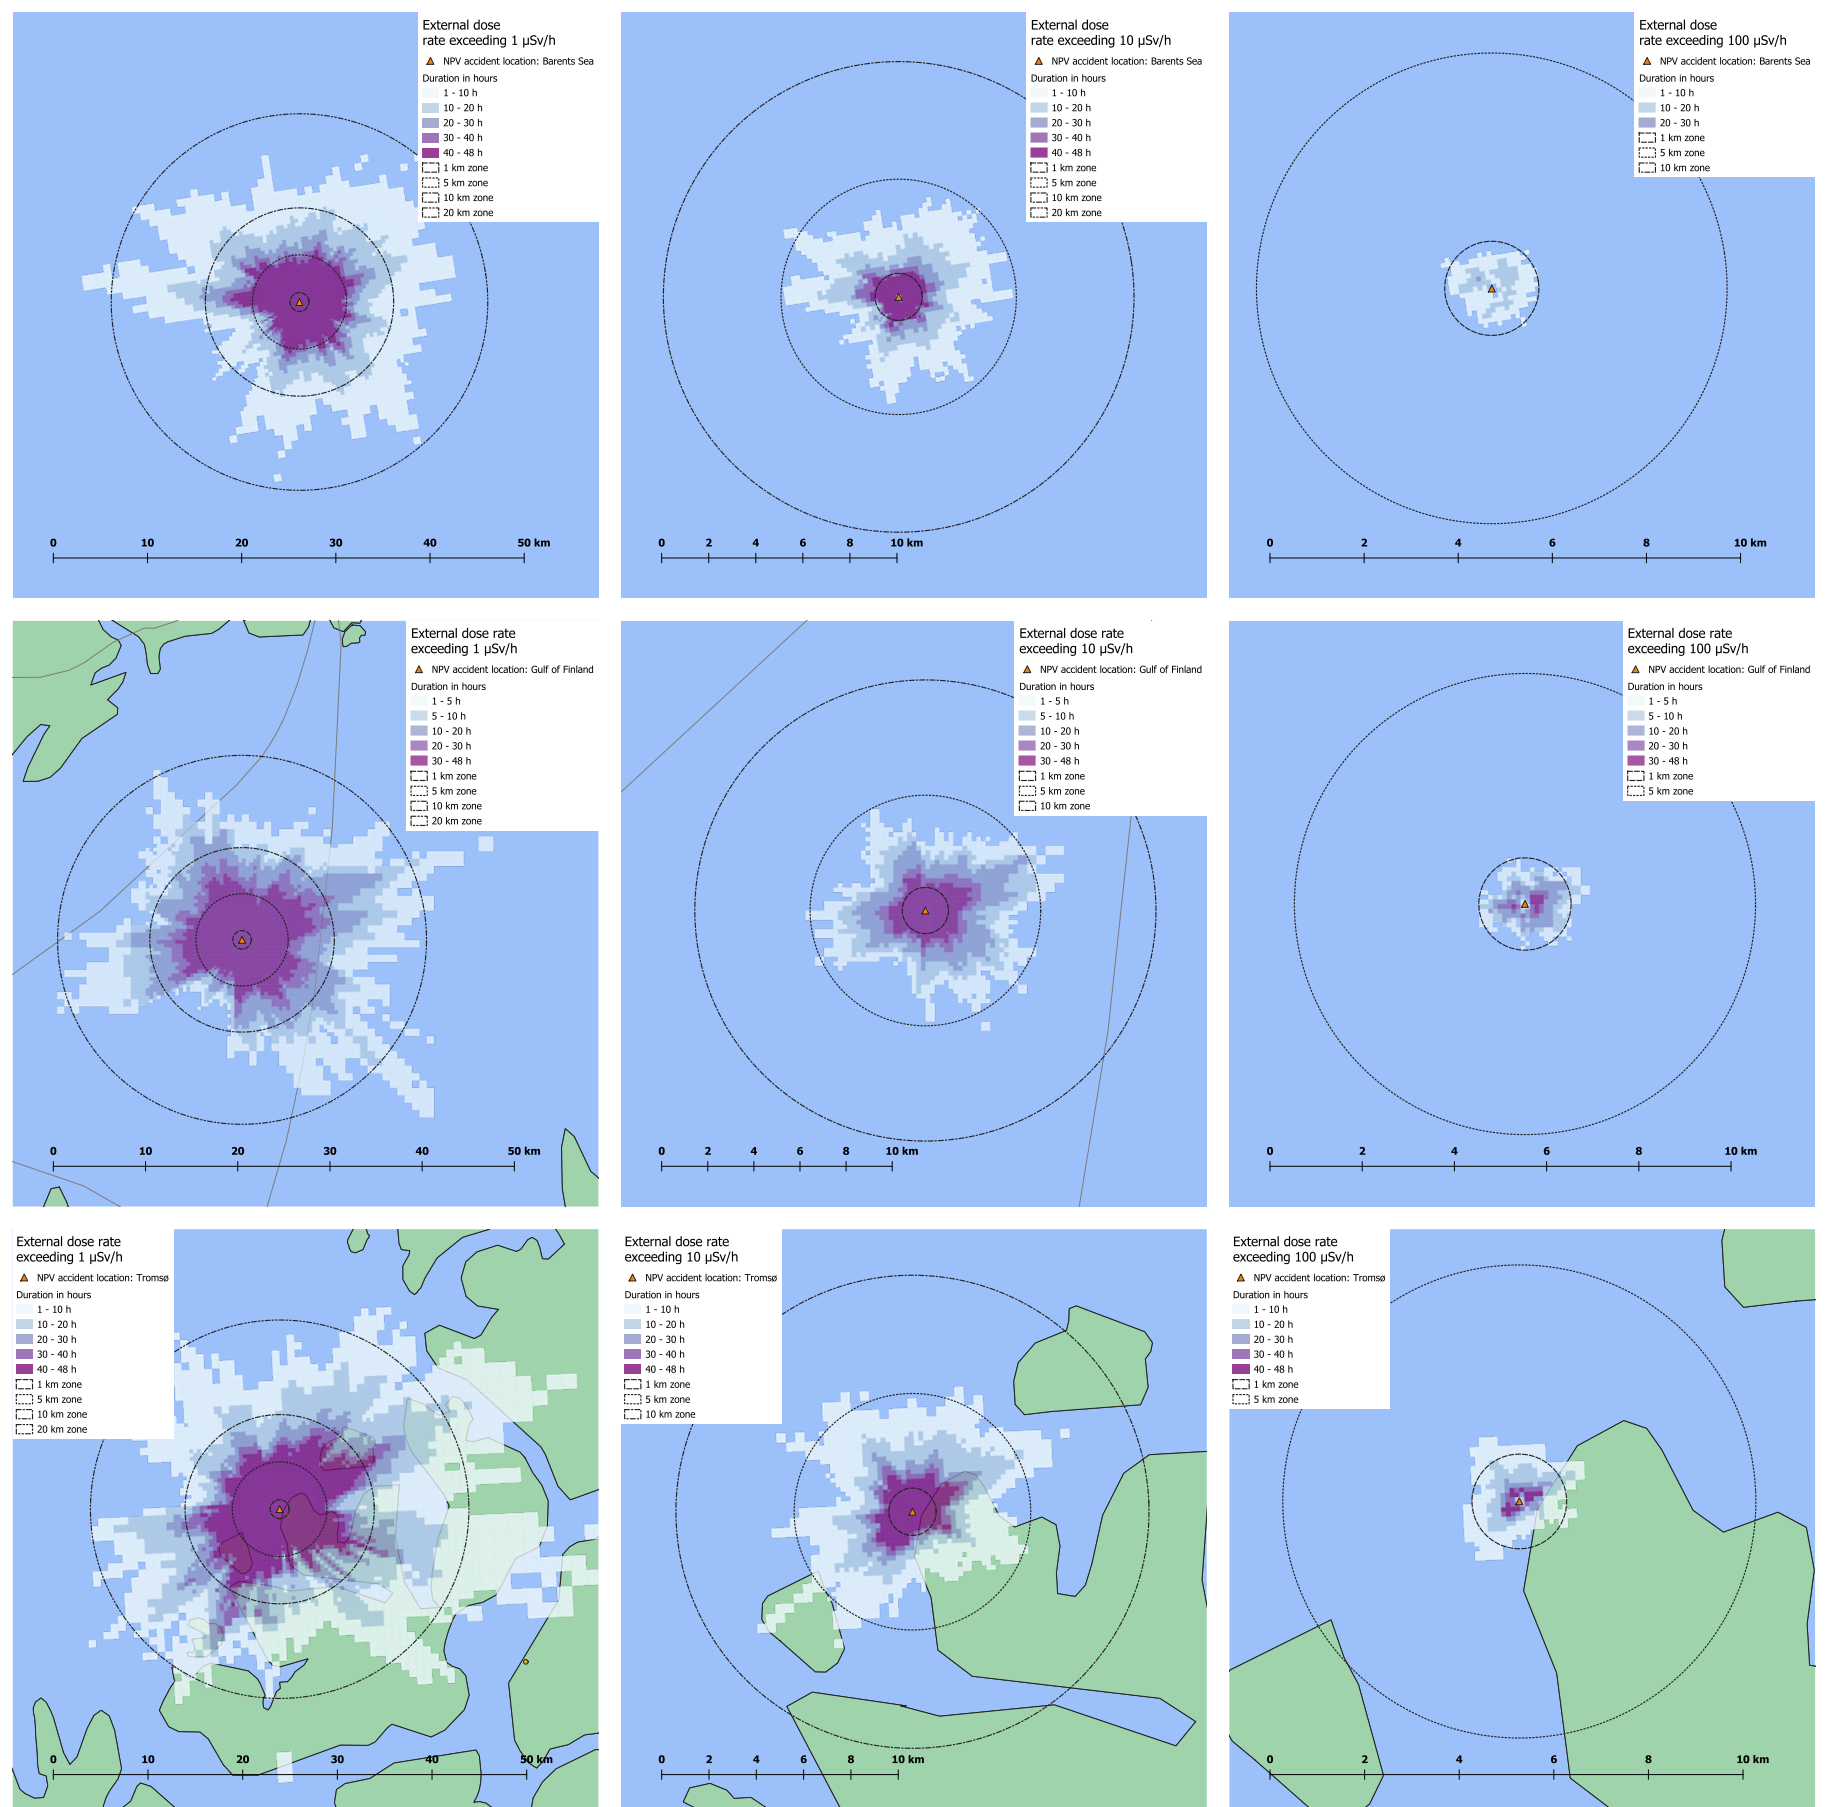 External dose
rate exceeding 1 µSv/h
NPV accident location: Barents Sea
Duration in hours
1 - 10 h
10 - 20 h
20 - 30 h
30 - 40 h
40 - 48 h
1 km zone
5 km zone
10 km zone
20 km zone
0 10 20 30 40 50 km
External dose
rate exceeding 10 µSv/h
NPV accident location: Barents Sea
Duration in hours
1 - 10 h
10 - 20 h
20 - 30 h
30 - 40 h
40 - 48 h
1 km zone
5 km zone
10 km zone
20 km zone
0 2 4 6 8 10 km
External dose
rate exceeding 100 µSv/h
NPV accident location: Barents Sea
Duration in hours
1 - 10 h
10 - 20 h
20 - 30 h
1 km zone
5 km zone
10 km zone
0 2 4 6 8 10 km
External dose rate
exceeding 1 µSv/h
NPV accident location: Gulf of Finland
Duration in hours
1 - 5 h
5 - 10 h
10 - 20 h
20 - 30 h
30 - 48 h
1 km zone
5 km zone
10 km zone
20 km zone
0 10 20 30 40 50 km
External dose rate
exceeding 10 µSv/h
NPV accident location: Gulf of Finland
Duration in hours
1 - 5 h
5 - 10 h
10 - 20 h
20 - 30 h
30 - 48 h
1 km zone
5 km zone
10 km zone
0 2 4 6 8 10 km
External dose rate
exceeding 100 µSv/h
NPV accident location: Gulf of Finland
Duration in hours
1 - 5 h
5 - 10 h
10 - 20 h
20 - 30 h
30 - 48 h
1 km zone
5 km zone
0 2 4 6 8 10 km
External dose rate
exceeding 1 µSv/h
NPV accident location: Tromsø
Duration in hours
1 - 10 h
10 - 20 h
20 - 30 h
30 - 40 h
40 - 48 h
1 km zone
5 km zone
10 km zone
20 km zone
0 10 20 30 40 50 km
External dose rate
exceeding 10 µSv/h
NPV accident location: Tromsø
Duration in hours
1 - 10 h
10 - 20 h
20 - 30 h
30 - 40 h
40 - 48 h
1 km zone
5 km zone
10 km zone
0 2 4 6 8 10 km
External dose rate
exceeding 100 µSv/h
NPV accident location: Tromsø
Duration in hours
1 - 10 h
10 - 20 h
20 - 30 h
30 - 40 h
40 - 48 h
1 km zone
5 km zone
0 2 4 6 8 10 km